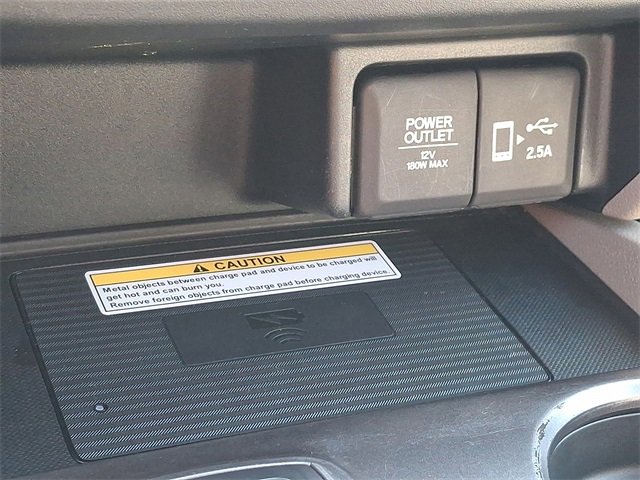 POWER
OUTLET
12V
180W MAX
2.5A
CAUTION
Metal objects between charge pad and device to be charged will
get hot and can burn you.
Remove foreign objects from charge pad before charging device.